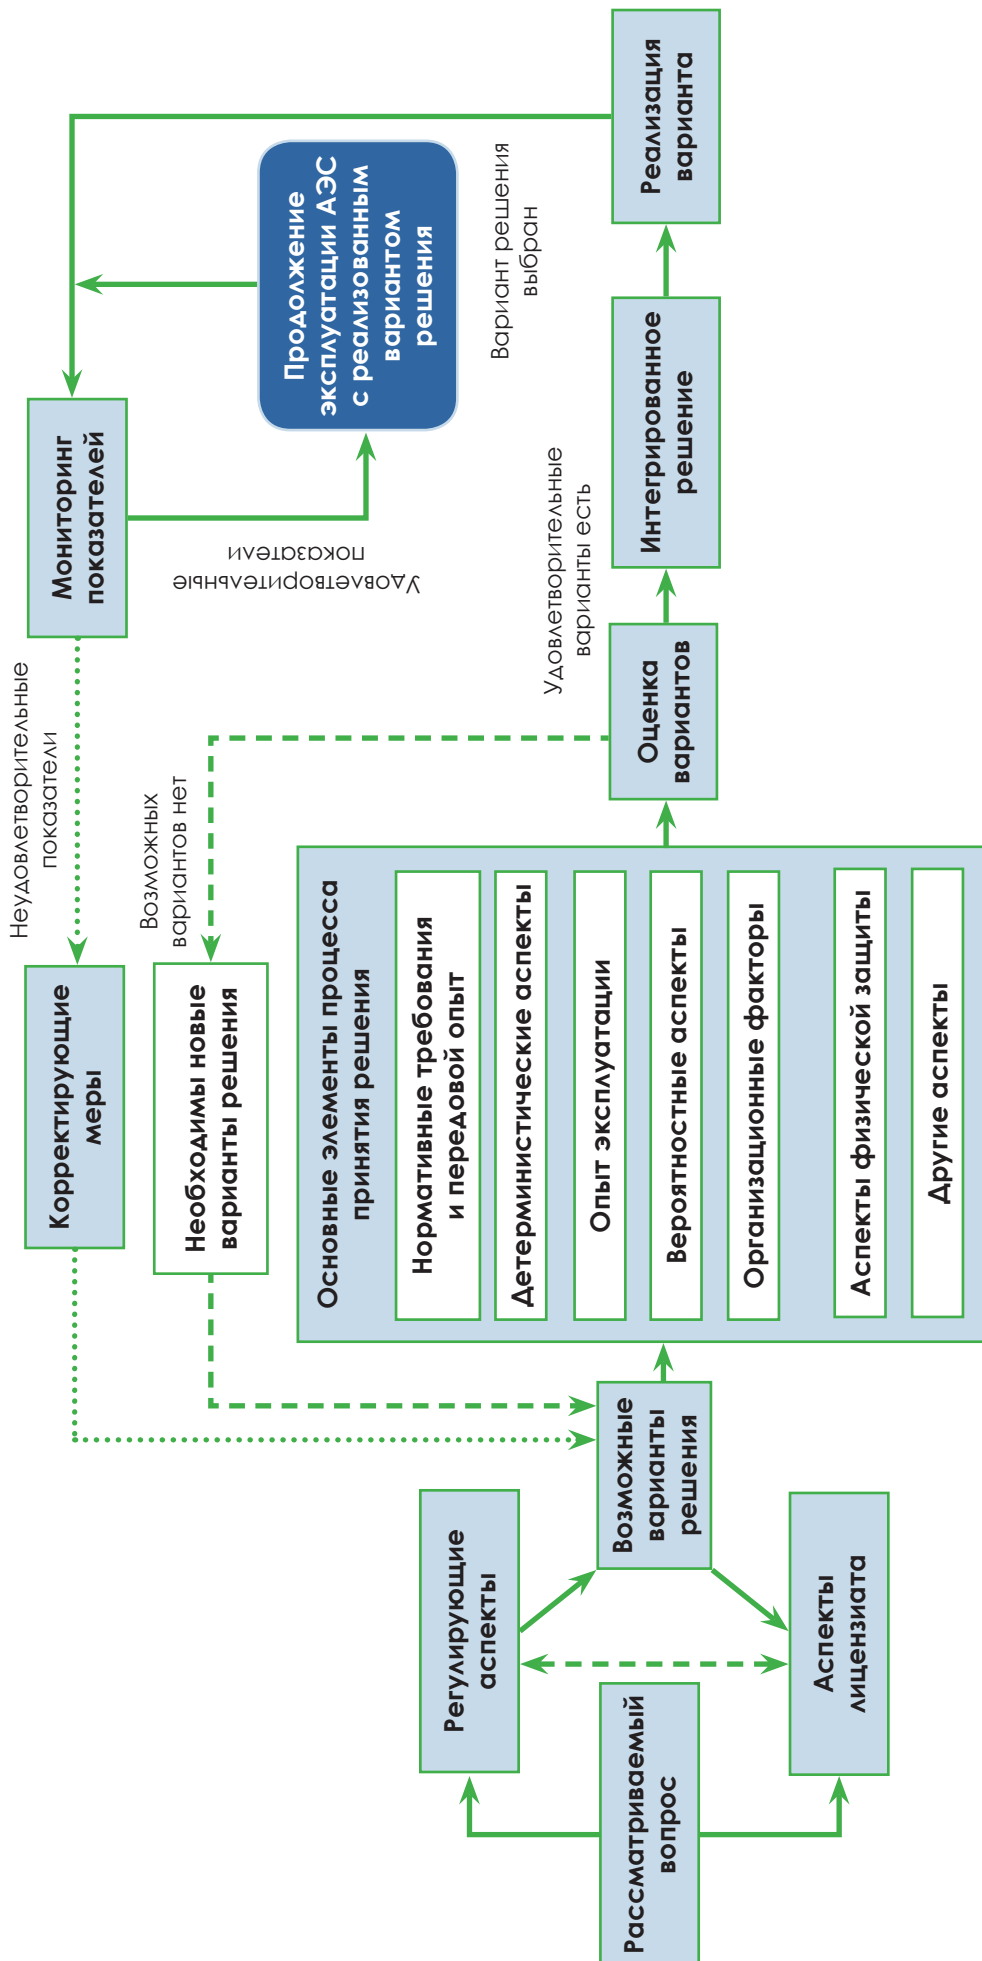 Рассматриваемый
вопрос
Регулирующие
аспекты
Аспекты
лицензиата
Возможные
варианты
решения
Корректирующие
меры
Необходимы новые
варианты решения
Основные элементы процесса
принятия решения
Нормативные требования
и передовой опыт
Детерминистические аспекты
Опыт эксплуатации
Вероятностные аспекты
Организационные факторы
Аспекты физической защиты
Другие аспекты
Неудовлетворительные
показатели
Возможных
вариантов нет
Оценка
вариантов
Удовлетворительные
варианты есть
Мониторинг
показателей
Удовлетворительные
показатели
Продолжение
эксплуатации АЭС
с реализованным
вариантом
решения
Интегрированное
решение
Вариант решения
выбран
Реализация
варианта